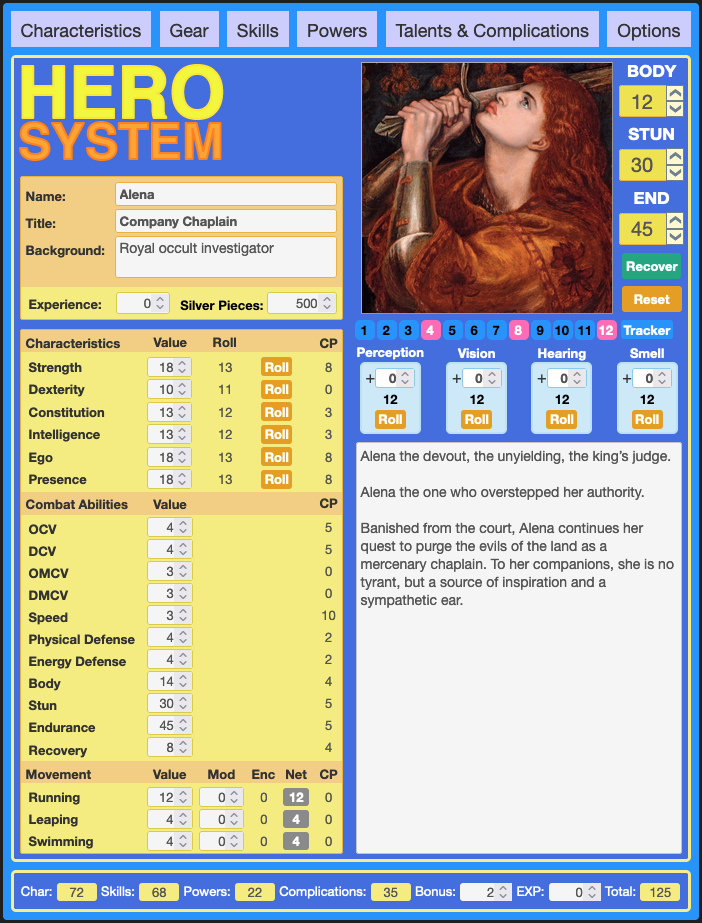 Characteristics Gear Skills Powers Talents & Complications Options
HERO
SYSTEM
Name: Alena
Title: Company Chaplain
Background: Royal occult investigator
Experience: 0 Silver Pieces: 500
Characteristics Value Roll CP
Strength 18 13 Roll 8
Dexterity 10 11 Roll 0
Constitution 13 12 Roll 3
Intelligence 13 12 Roll 3
Ego 18 13 Roll 8
Presence 18 13 Roll 8
Combat Abilities Value CP
OCV 4 5
DCV 4 5
OMCV 3 0
DMCV 3 0
Speed 3 10
Physical Defense 4 2
Energy Defense 4 2
Body 14 4
Stun 30 5
Endurance 45 5
Recovery 8 4
Movement Value Mod Enc Net CP
Running 12 0 0 12 0
Leaping 4 0 0 4 0
Swimming 4 0 0 4 0
BODY
12
STUN
30
END
45
Recover
Reset
1 2 3 4 5 6 7 8 9 10 11 12 Tracker
Perception Vision Hearing Smell
+ 0 + 0 + 0 + 0
12 12 12 12
Roll Roll Roll Roll
Alena the devout, the unyielding, the king's judge.
Alena the one who overstepped her authority.
Banished from the court, Alena continues her
quest to purge the evils of the land as a
mercenary chaplain. To her companions, she is no
tyrant, but a source of inspiration and a
sympathetic ear.
Char: 72 Skills: 68 Powers: 22 Complications: 35 Bonus: 2 EXP: 0 Total: 125